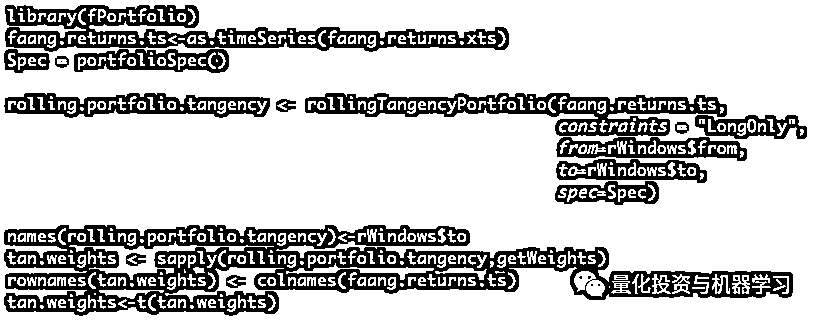 library(fPortfolio)
faang.returns.ts<-as.timeSeries(faang.returns.xts)
Spec = portfolioSpec()
rolling.portfolio.tangency <- rollingTangencyPortfolio(faang.returns.ts,
constraints = "LongOnly",
from=rWindows$from,
to=rWindows$to,
spec=Spec)
names(rolling.portfolio.tangency)<-rWindows$to
tan.weights <- sapply(rolling.portfolio.tangency,getWeights)
rownames(tan.weights) <- colnames(faang.returns.ts)
tan.weights<-t(tan.weights)
量化投资与机器学习